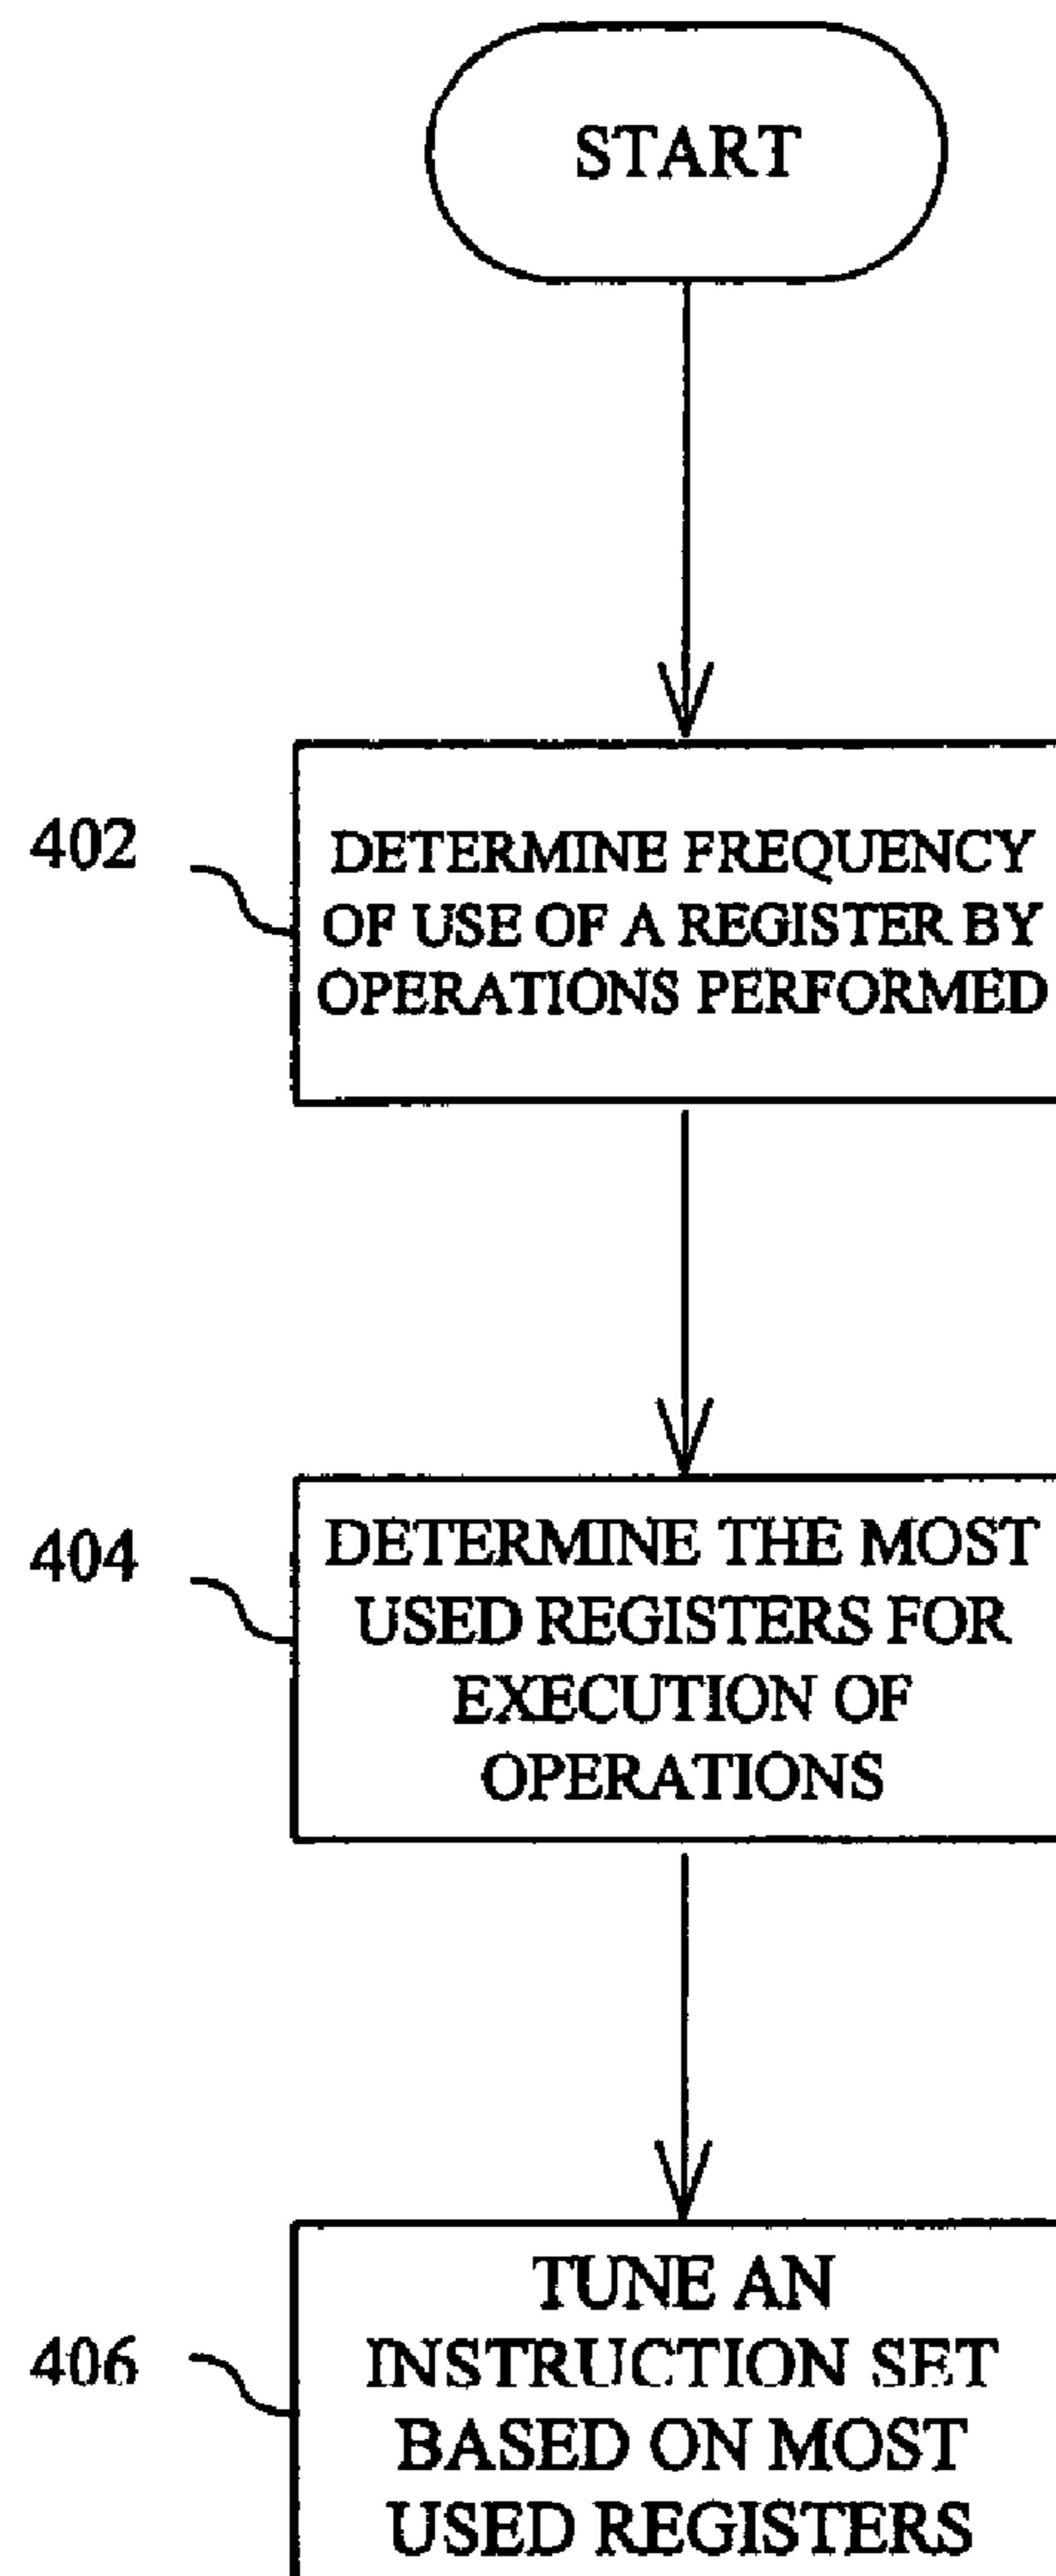 START
402
DETERMINE FREQUENCY
OF USE OF A REGISTER BY
OPERATIONS PERFORMED
404
DETERMINE THE MOST
USED REGISTERS FOR
EXECUTION OF
OPERATIONS
406
TUNE AN
INSTRUCTION SET
BASED ON MOST
USED REGISTERS